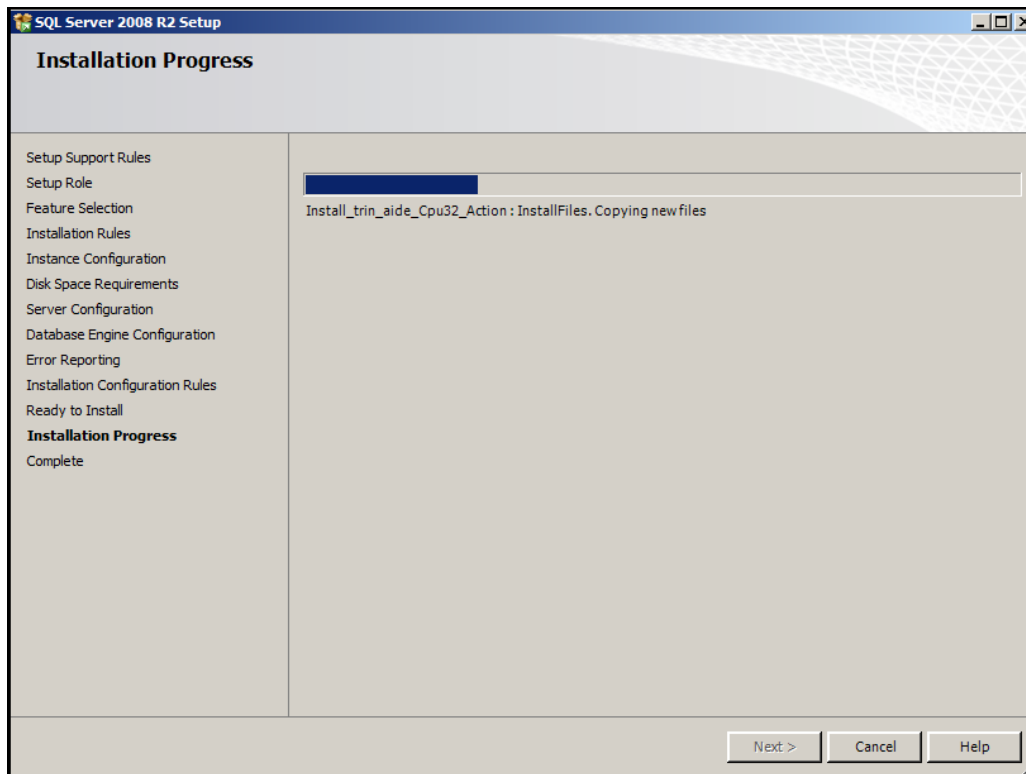 SQL Server 2008 R2 Setup
Installation Progress
Setup Support Rules
Setup Role
Feature Selection
Installation Rules
Instance Configuration
Disk Space Requirements
Server Configuration
Database Engine Configuration
Error Reporting
Installation Configuration Rules
Ready to Install
Installation Progress
Complete
Install_trin_aide_Cpu32_Action : InstallFiles. Copying new files
Next >
Cancel
Help